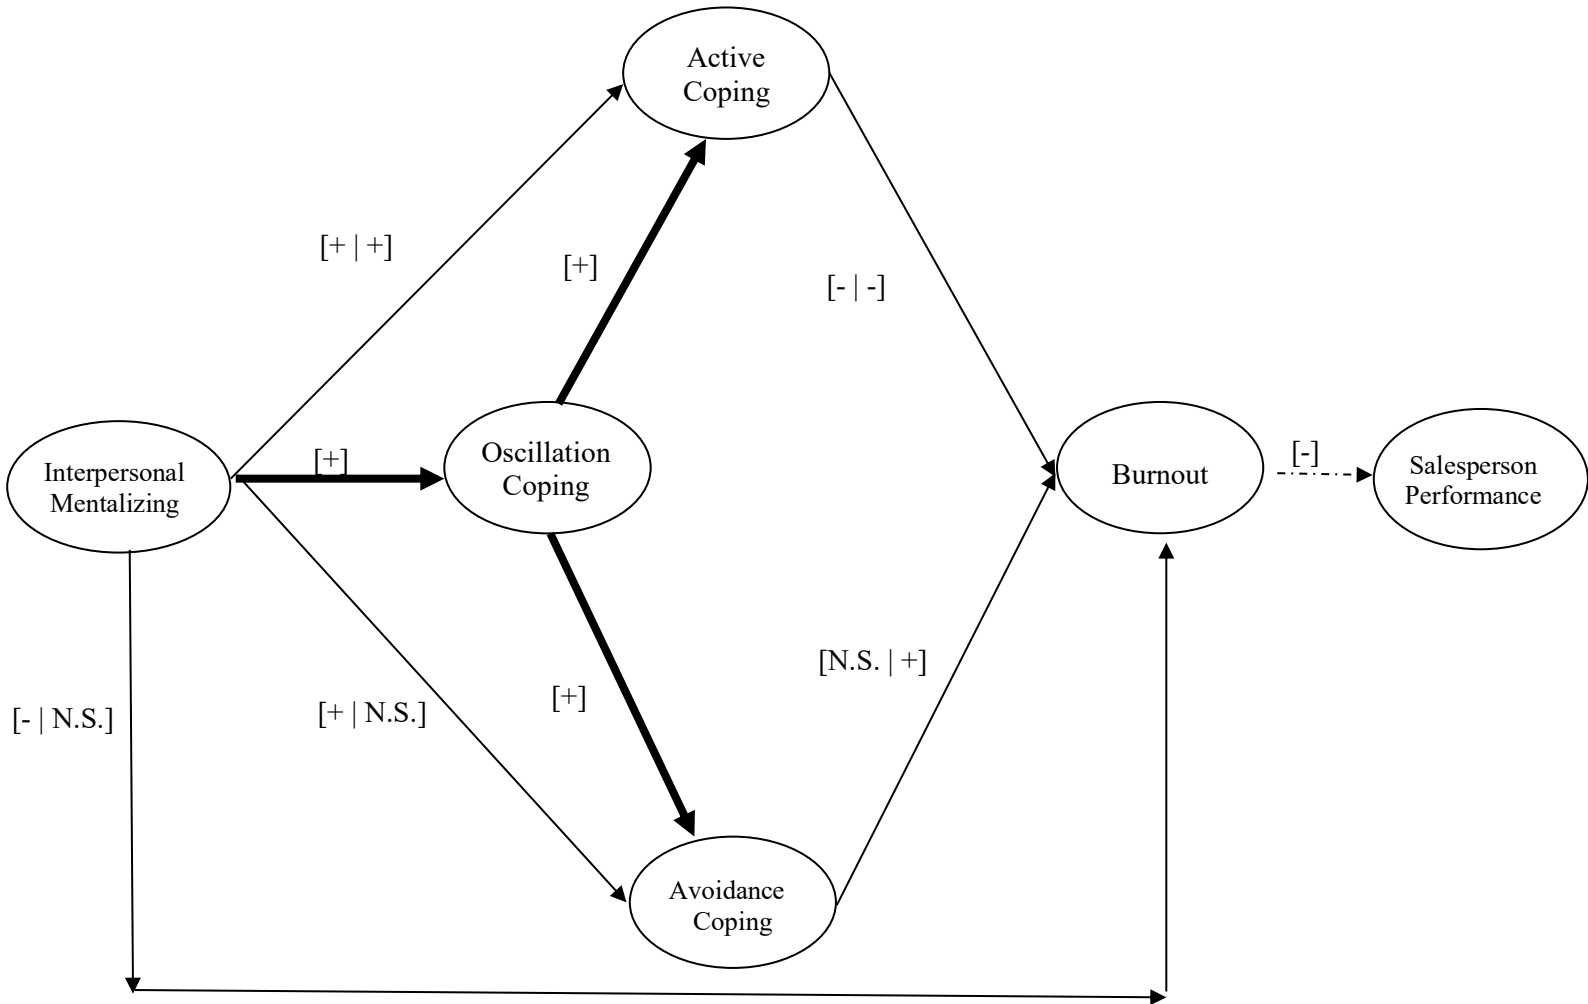 Active
Coping
[+ | +]
[+]
[- | -]
Interpersonal
Mentalizing
[+]
Oscillation
Coping
Burnout
[-]
Salesperson
Performance
[- | N.S.]
[+ | N.S.]
[+]
[N.S. | +]
Avoidance
Coping